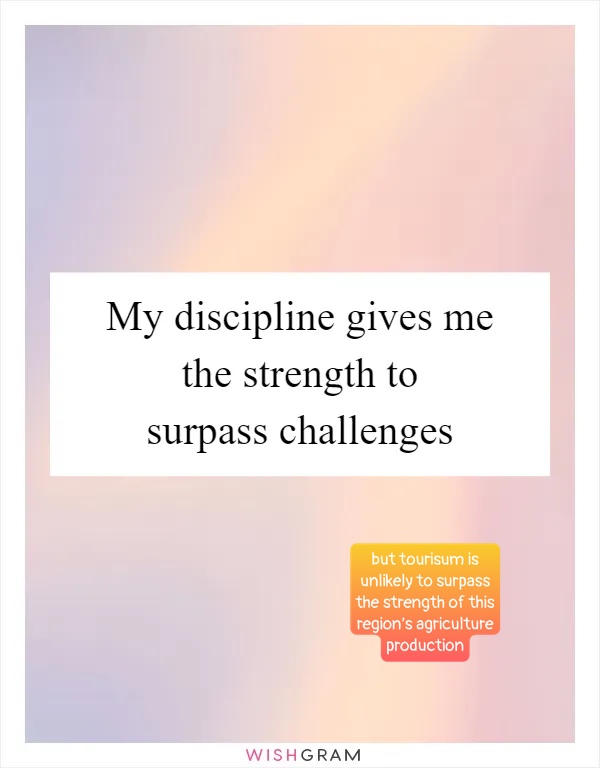 My discipline gives me
the strength to
surpass challenges
but tourisum is
unlikely to surpass
the strength of this
region's agriculture
production
WISHGRAM